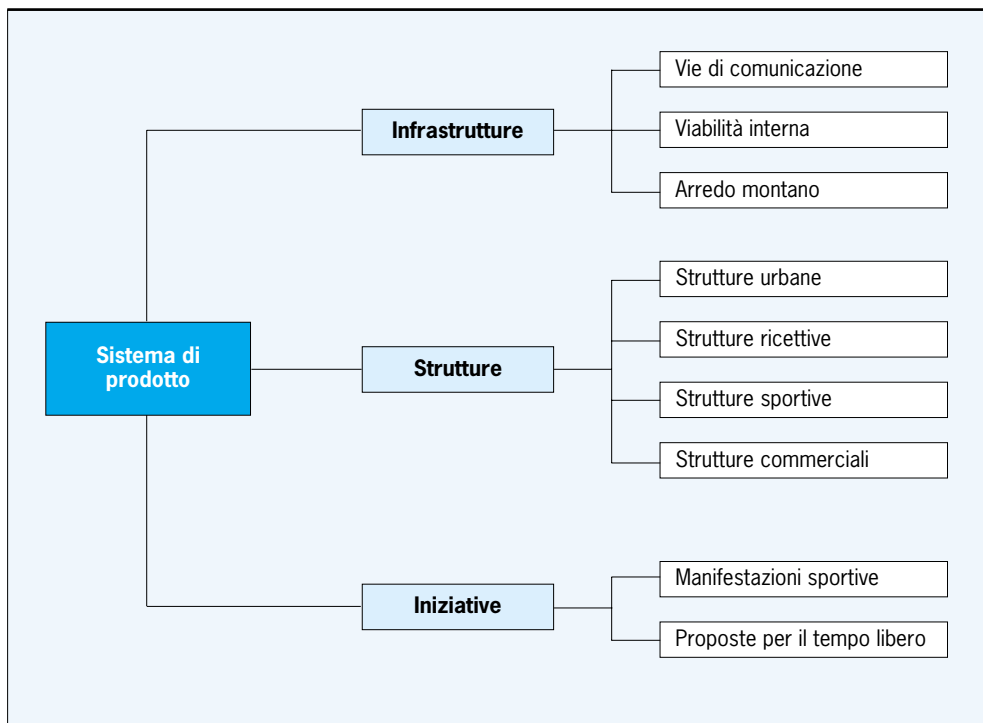 Vie di comunicazione
Infrastrutture
Viabilità interna
Arredo montano
Strutture urbane
Sistema di
prodotto
Strutture ricettive
Strutture
Strutture sportive
Strutture commerciali
Manifestazioni sportive
Iniziative
Proposte per il tempo libero